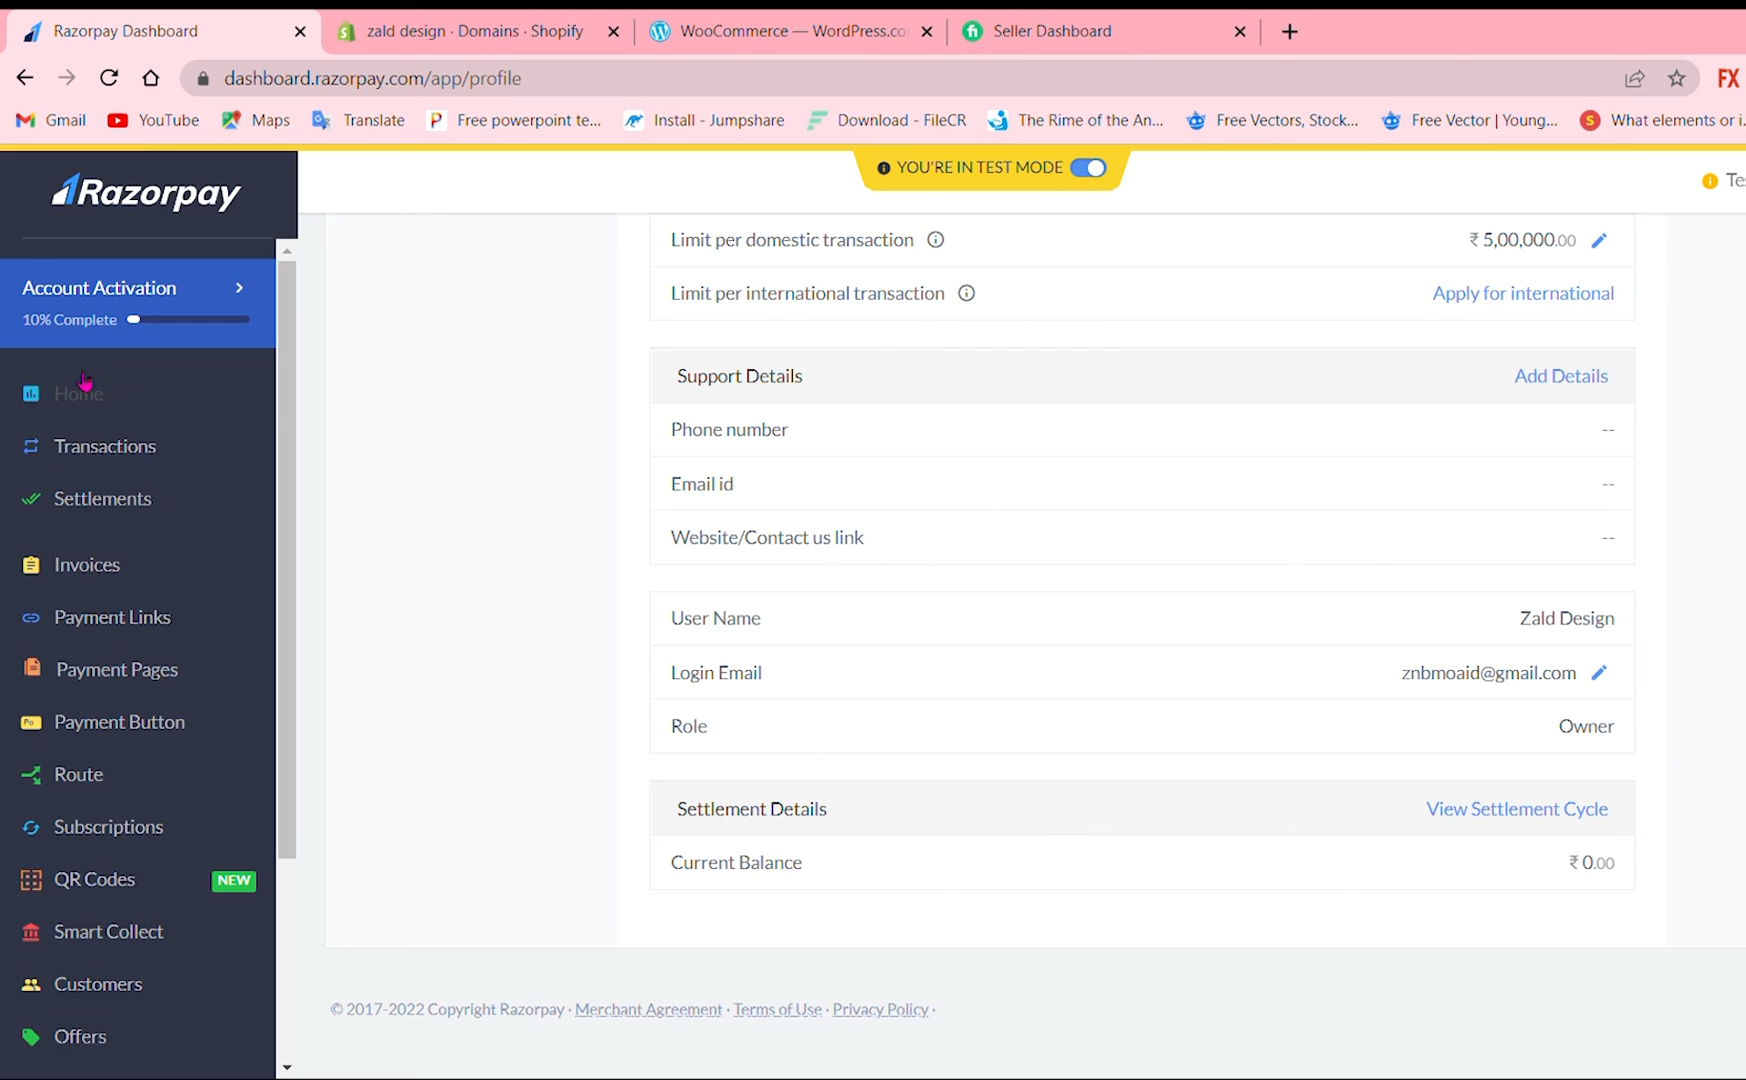 Razorpay Dashboard
zald design · Domains · Shopify
WooCommerce — WordPress.co
Seller Dashboard
dashboard.razorpay.com/app/profile
FX
Gmail
YouTube
Maps
Translate
Free powerpoint te...
Install - Jumpshare
Download - FileCR
The Rime of the An...
Free Vectors, Stock...
Free Vector | Young...
What elements or i...
Razorpay
YOU'RE IN TEST MODE
Account Activation
10% Complete
Home
Transactions
Settlements
Invoices
Payment Links
Payment Pages
Payment Button
Route
Subscriptions
QR Codes NEW
Smart Collect
Customers
Offers
Limit per domestic transaction ₹ 5,00,000.00
Limit per international transaction Apply for international
Support Details Add Details
Phone number --
Email id --
Website/Contact us link --
User Name Zald Design
Login Email znbmoaid@gmail.com
Role Owner
Settlement Details View Settlement Cycle
Current Balance ₹ 0.00
© 2017-2022 Copyright Razorpay · Merchant Agreement · Terms of Use · Privacy Policy ·